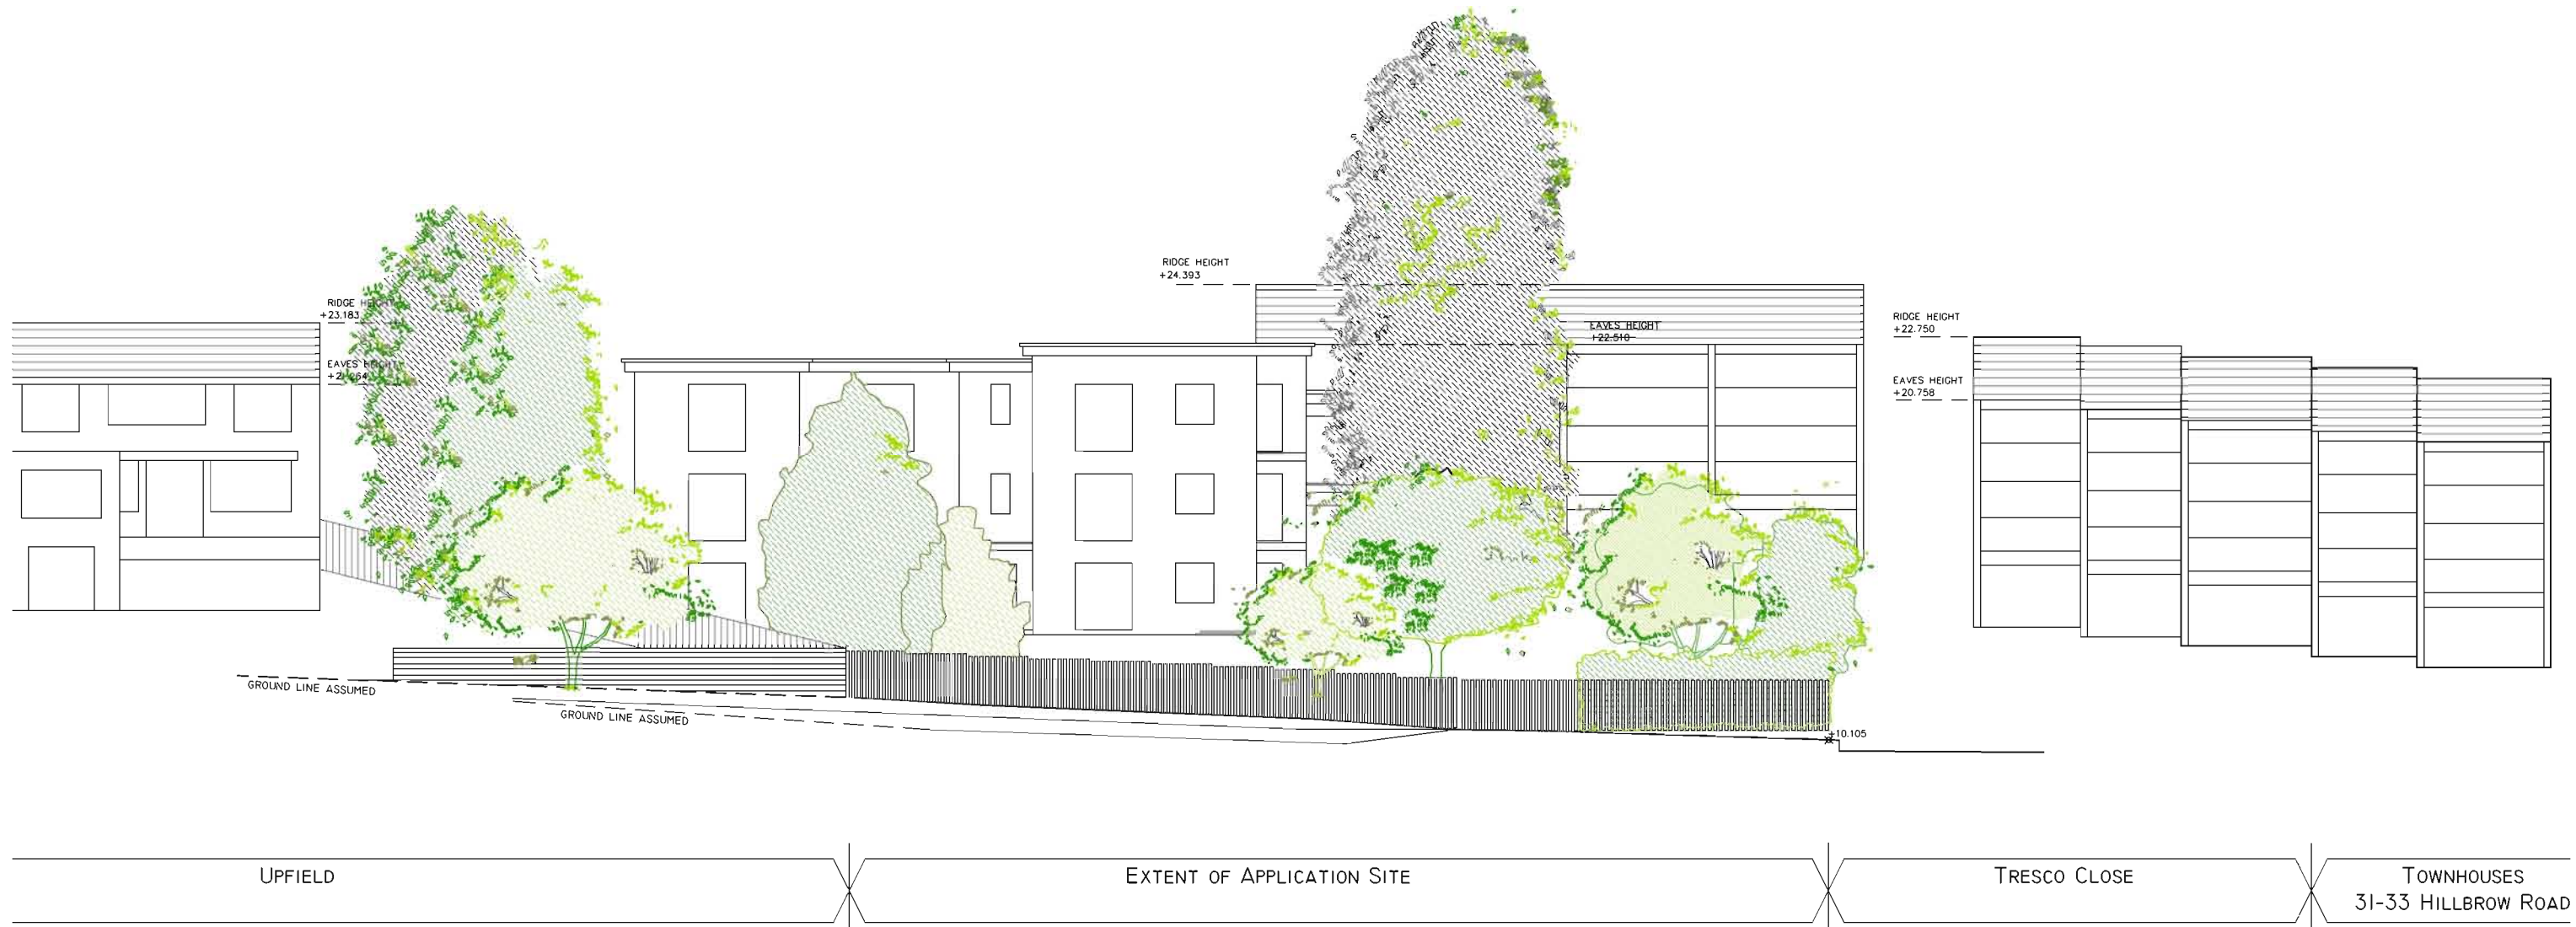 RIDGE HEIGHT
+24.393
RIDGE HEIGHT
+23.183
EAVES HEIGHT
+22.510
RIDGE HEIGHT
+22.750
EAVES HEIGHT
+21.264
EAVES HEIGHT
+20.758
GROUND LINE ASSUMED
GROUND LINE ASSUMED
+10.105
UPFIELD
EXTENT OF APPLICATION SITE
TRESCO CLOSE
TOWNHOUSES
31-33 HILLBROW ROAD